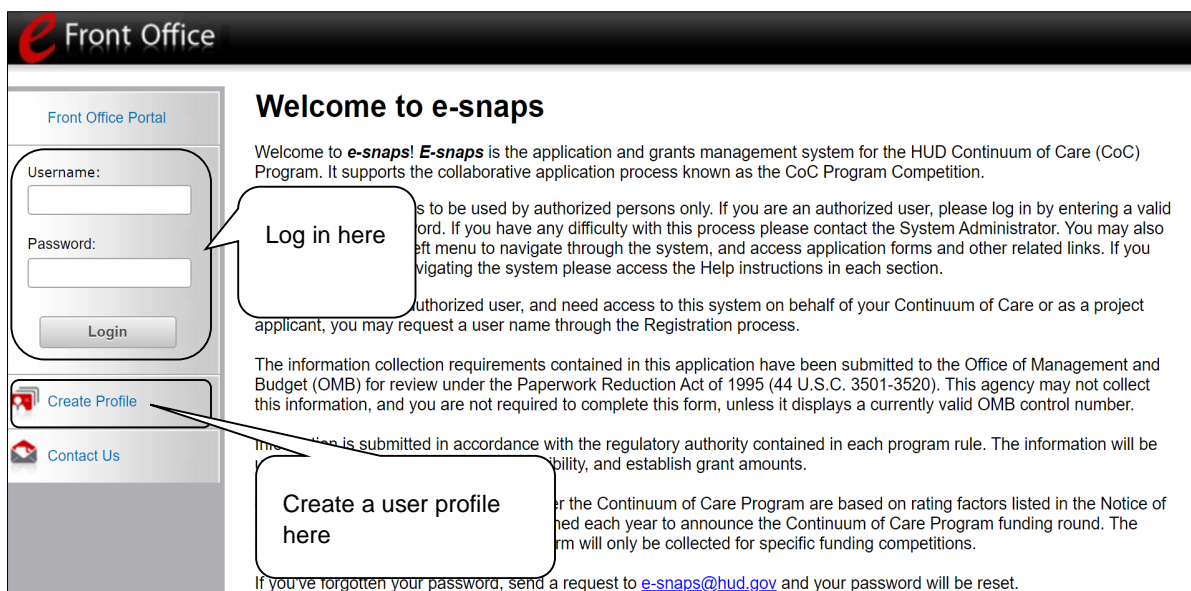 e Front Office
Front Office Portal
Username:
Password:
Login
Create Profile
Contact Us
Welcome to e-snaps
Welcome to e-snaps! E-snaps is the application and grants management system for the HUD Continuum of Care (CoC)
Program. It supports the collaborative application process known as the CoC Program Competition.
s to be used by authorized persons only. If you are an authorized user, please log in by entering a valid
ord. If you have any difficulty with this process please contact the System Administrator. You may also
eft menu to navigate through the system, and access application forms and other related links. If you
vigating the system please access the Help instructions in each section.
Log in here
uthorized user, and need access to this system on behalf of your Continuum of Care or as a project
applicant, you may request a user name through the Registration process.
The information collection requirements contained in this application have been submitted to the Office of Management and
Budget (OMB) for review under the Paperwork Reduction Act of 1995 (44 U.S.C. 3501-3520). This agency may not collect
this information, and you are not required to complete this form, unless it displays a currently valid OMB control number.
Information is submitted in accordance with the regulatory authority contained in each program rule. The information will be
ibility, and establish grant amounts.
Create a user profile
here
er the Continuum of Care Program are based on rating factors listed in the Notice of
ned each year to announce the Continuum of Care Program funding round. The
rm will only be collected for specific funding competitions.
If you've forgotten your password, send a request to e-snaps@hud.gov and your password will be reset.